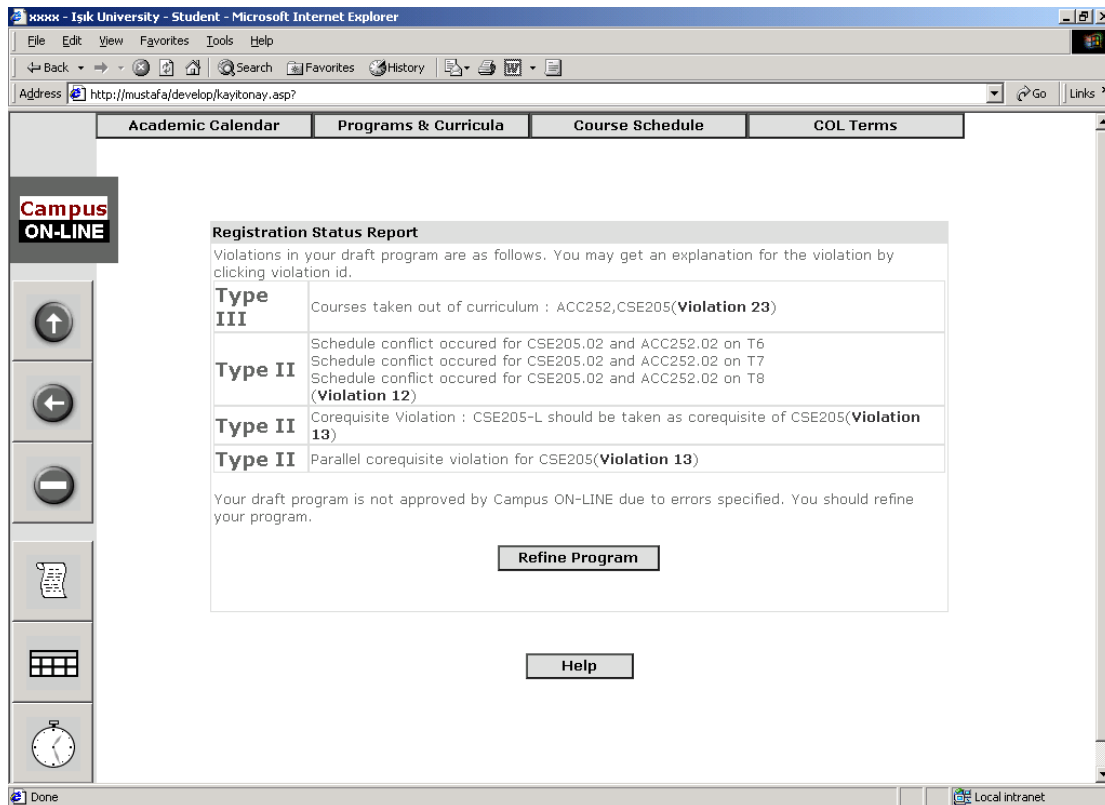 xxxx - Işık University - Student - Microsoft Internet Explorer
File Edit View Favorites Tools Help
Back Search Favorites History
Address http://mustafa/develop/kayitonay.asp? Go Links
Academic Calendar Programs & Curricula Course Schedule COL Terms
Campus
ON-LINE
Registration Status Report
Violations in your draft program are as follows. You may get an explanation for the violation by
clicking violation id.
Type
III
Courses taken out of curriculum : ACC252,CSE205(Violation 23)
Type II
Schedule conflict occured for CSE205.02 and ACC252.02 on T6
Schedule conflict occured for CSE205.02 and ACC252.02 on T7
Schedule conflict occured for CSE205.02 and ACC252.02 on T8
(Violation 12)
Type II
Corequisite Violation : CSE205-L should be taken as corequisite of CSE205(Violation
13)
Type II
Parallel corequisite violation for CSE205(Violation 13)
Your draft program is not approved by Campus ON-LINE due to errors specified. You should refine
your program.
Refine Program
Help
Done Local intranet